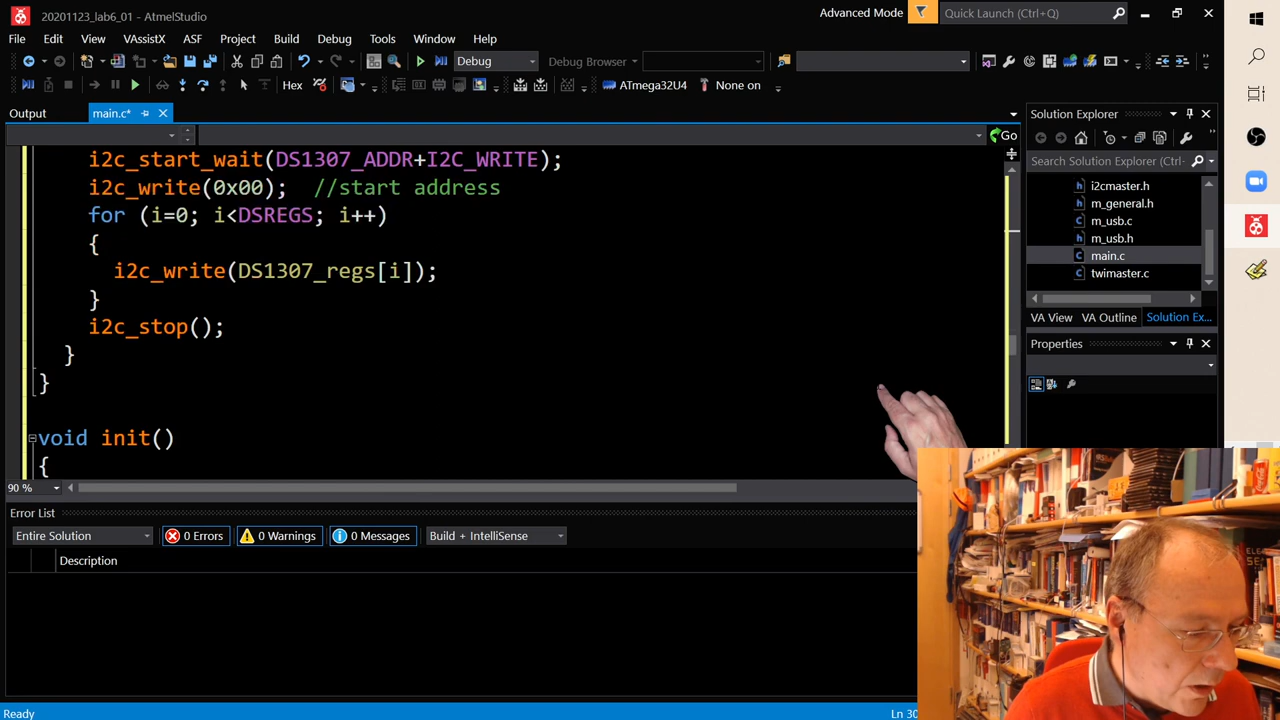 20201123_lab6_01 - AtmelStudio
Advanced Mode
Quick Launch (Ctrl+Q)
File Edit View VAssistX ASF Project Build Debug Tools Window Help
Debug
Debug Browser
Hex
ATmega32U4
None on
Output
main.c*
Go
i2c_start_wait(DS1307_ADDR+I2C_WRITE);
i2c_write(0x00); //start address
for (i=0; i<DSREGS; i++)
{
i2c_write(DS1307_regs[i]);
}
i2c_stop();
}
}
void init()
{
90 %
Solution Explorer
Search Solution Explorer (Ctrl+
i2cmaster.h
m_general.h
m_usb.c
m_usb.h
main.c
twimaster.c
VA View VA Outline Solution Ex...
Properties
Error List
Entire Solution
0 Errors
0 Warnings
0 Messages
Build + IntelliSense
Description
Ready
Ln 30